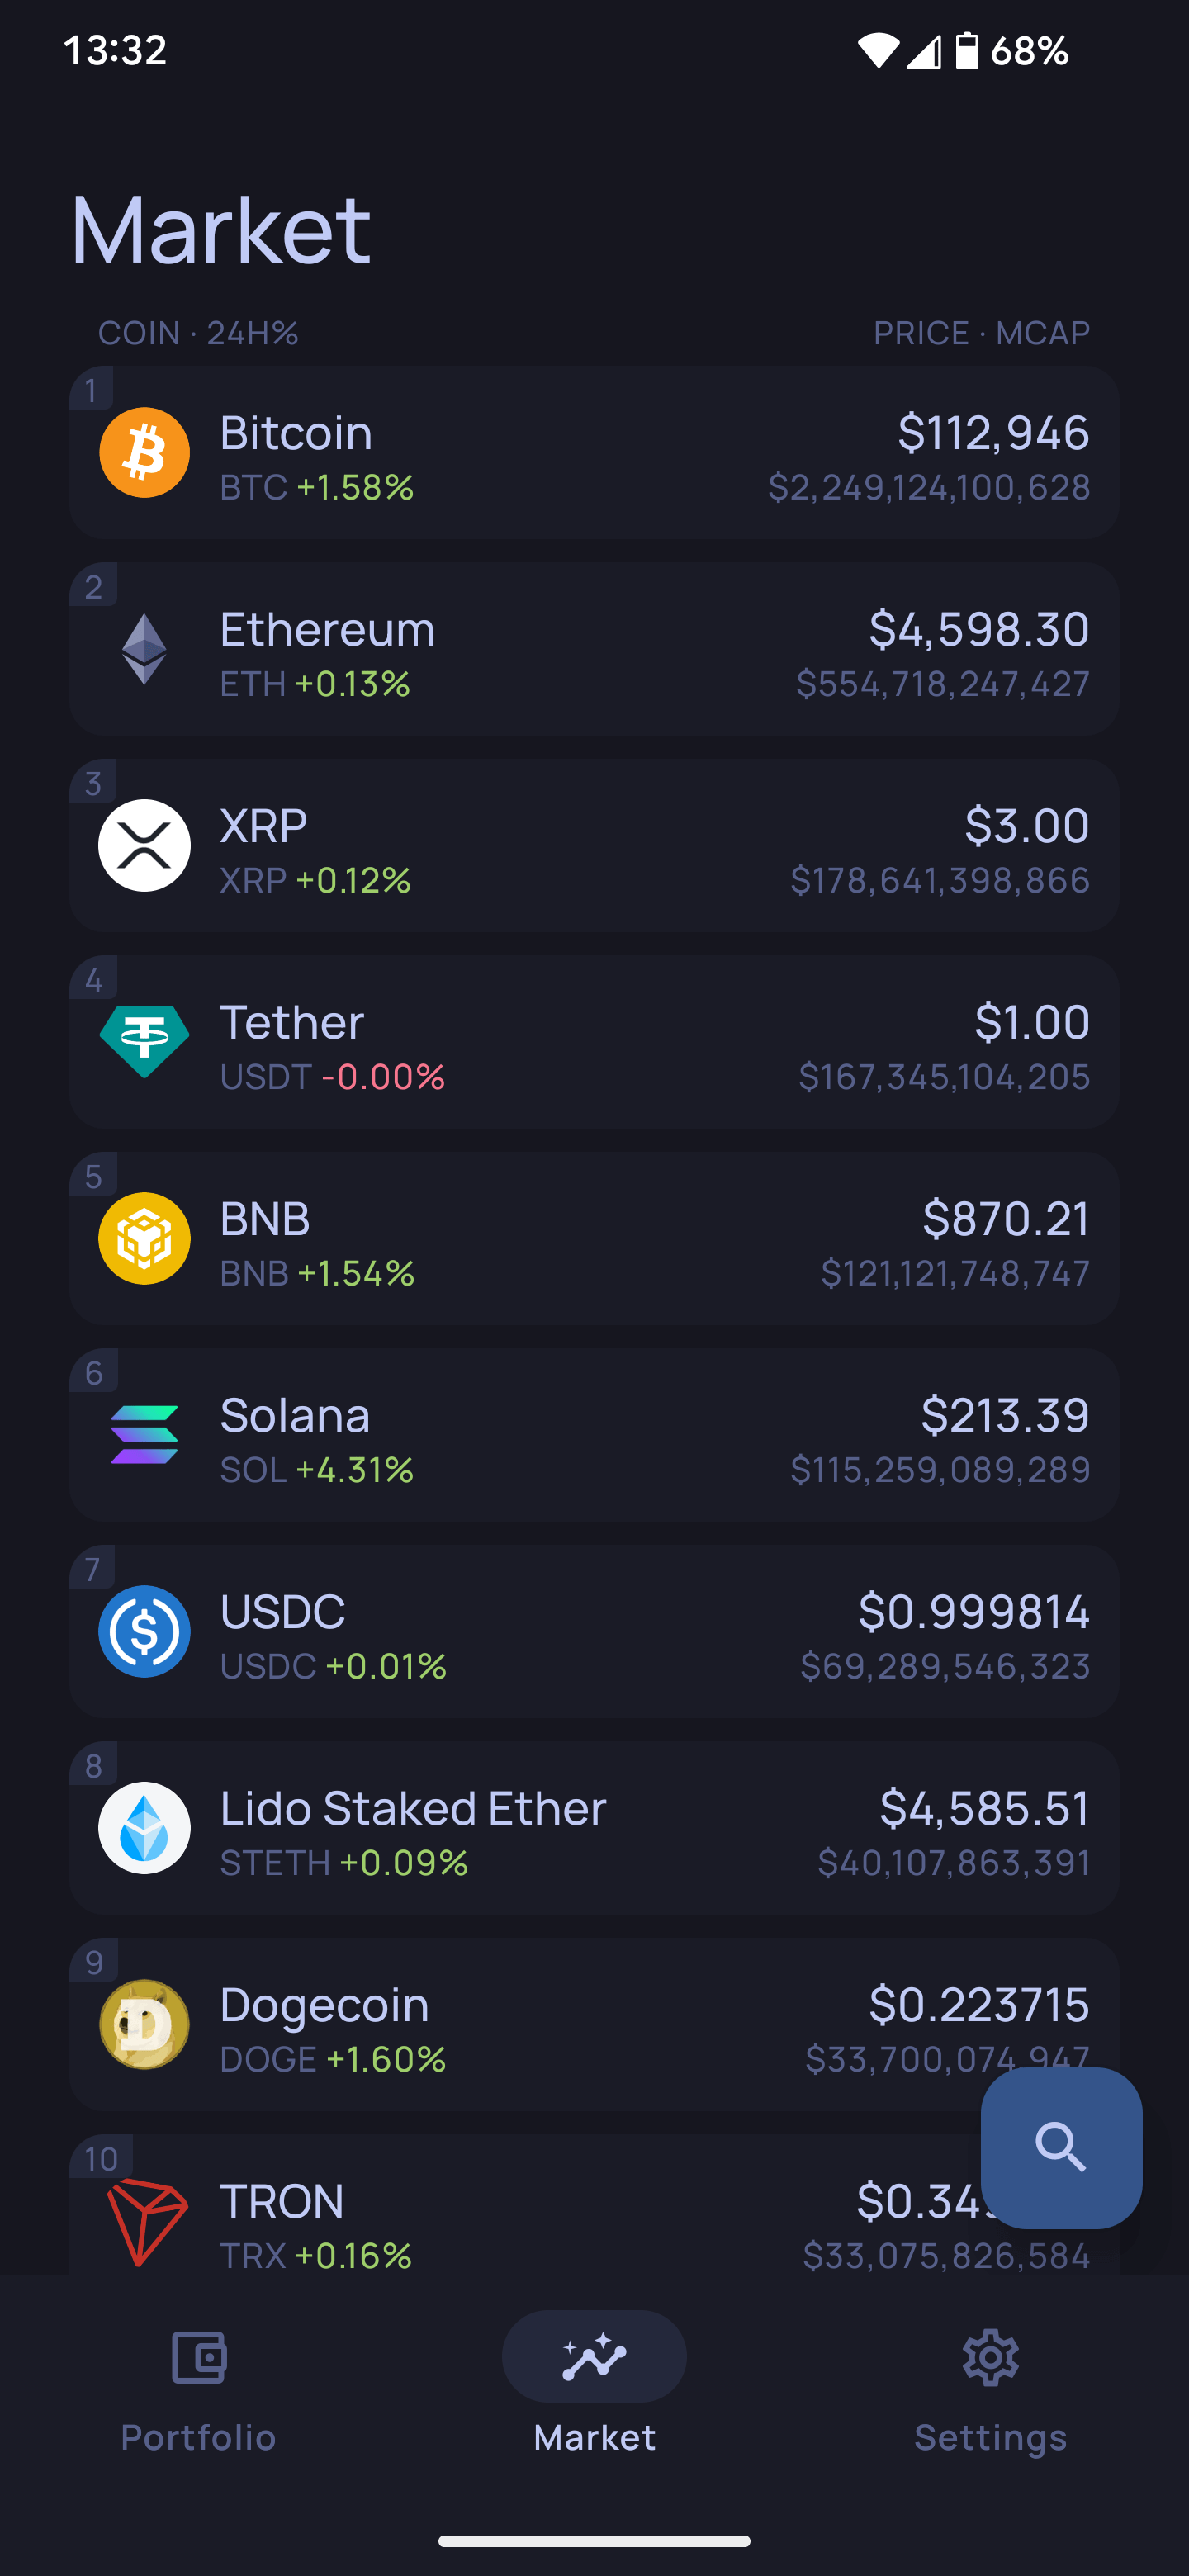 13:32
68%
Market
COIN · 24H%
PRICE · MCAP
1
Bitcoin
$112,946
BTC +1.58%
$2,249,124,100,628
2
Ethereum
$4,598.30
ETH +0.13%
$554,718,247,427
3
XRP
$3.00
XRP +0.12%
$178,641,398,866
4
Tether
$1.00
USDT -0.00%
$167,345,104,205
5
BNB
$870.21
BNB +1.54%
$121,121,748,747
6
Solana
$213.39
SOL +4.31%
$115,259,089,289
7
USDC
$0.999814
USDC +0.01%
$69,289,546,323
8
Lido Staked Ether
$4,585.51
STETH +0.09%
$40,107,863,391
9
Dogecoin
$0.223715
DOGE +1.60%
$33,700,074,947
10
TRON
TRX +0.16%
$33,075,826,584
Portfolio
Market
Settings